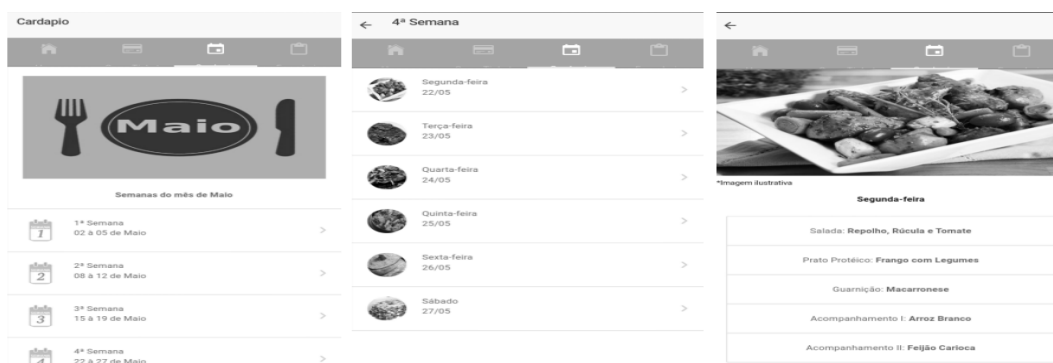 Cardapio
Maio
Semanas do mês de Maio
1
1ª Semana
02 à 05 de Maio
2
2ª Semana
08 à 12 de Maio
3
3ª Semana
15 à 19 de Maio
4
4ª Semana
22 à 27 de Maio
4ª Semana
Segunda-feira
22/05
Terça-feira
23/05
Quarta-feira
24/05
Quinta-feira
25/05
Sexta-feira
26/05
Sábado
27/05
*Imagem ilustrativa
Segunda-feira
Salada: Repolho, Rúcula e Tomate
Prato Protéico: Frango com Legumes
Guarnição: Macarronese
Acompanhamento I: Arroz Branco
Acompanhamento II: Feijão Carioca